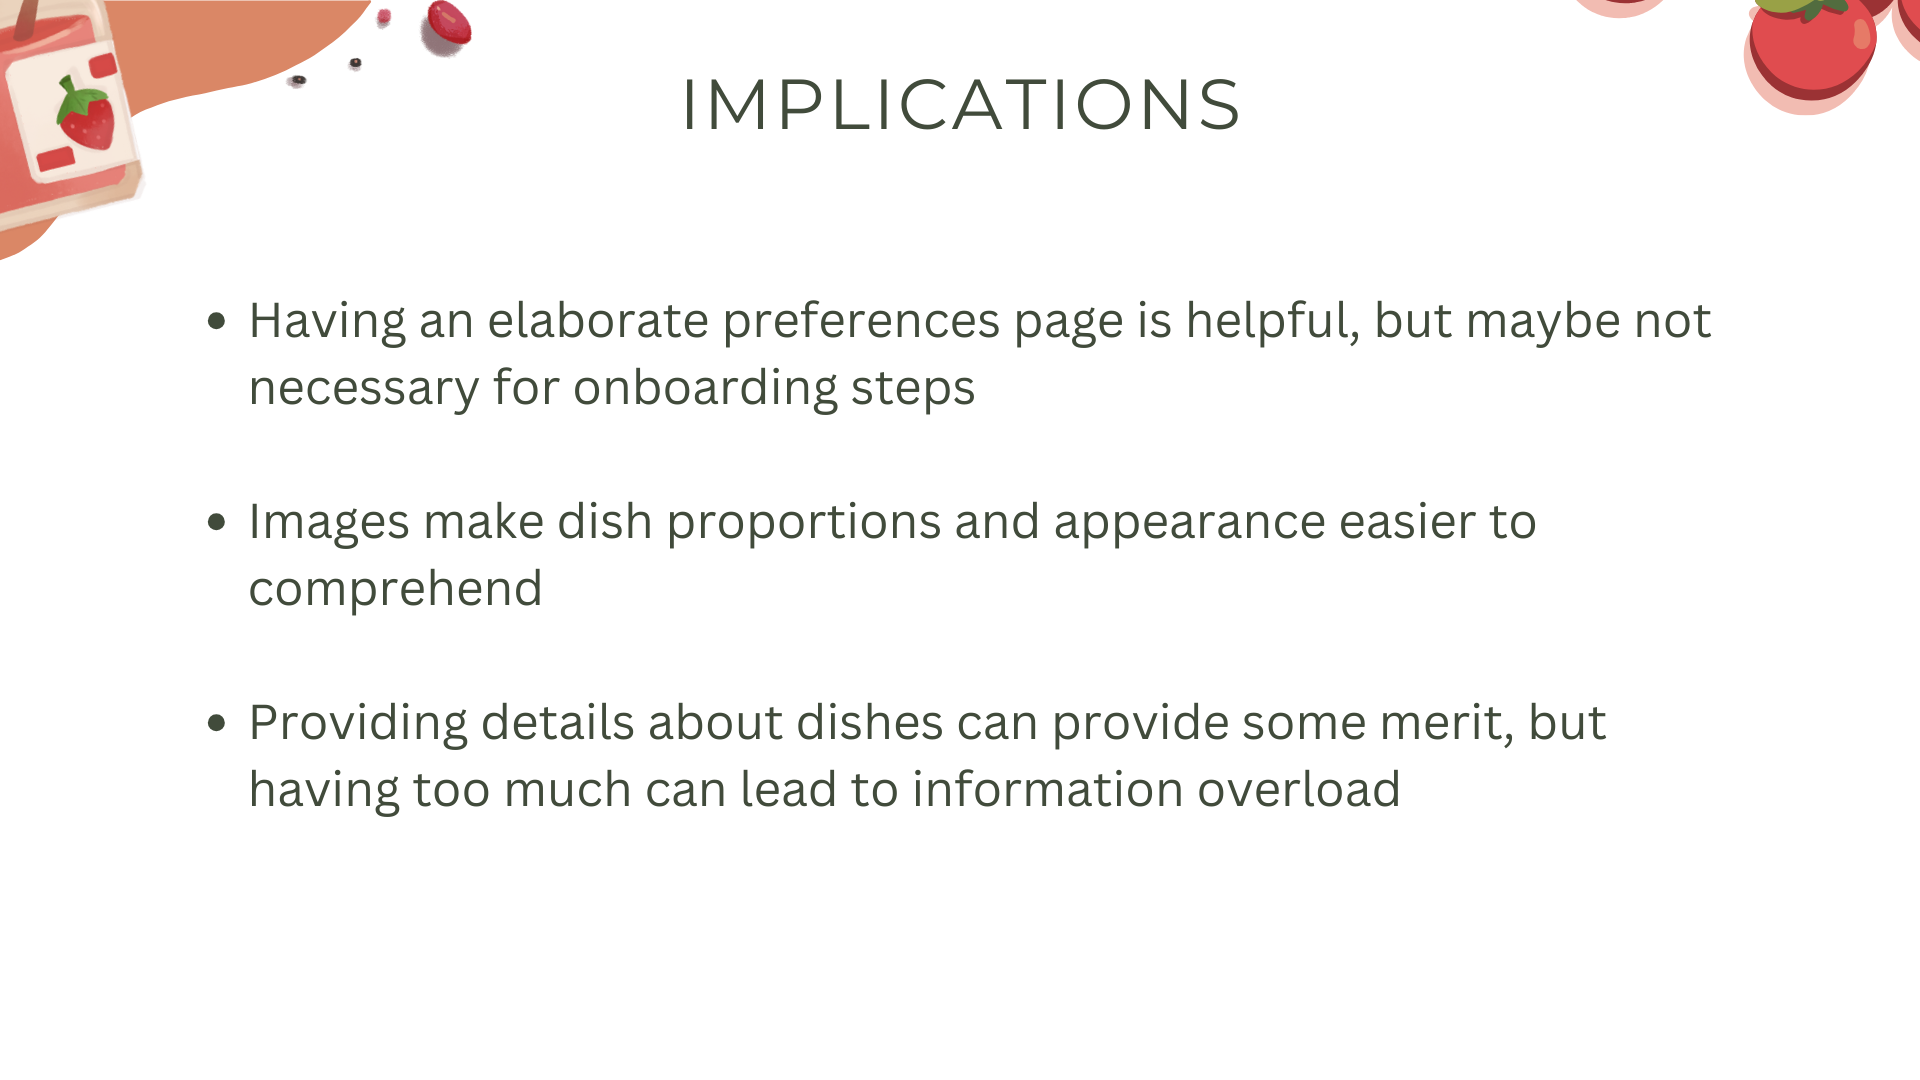 IMPLICATIONS
• Having an elaborate preferences page is helpful, but maybe not
necessary for onboarding steps
• Images make dish proportions and appearance easier to
comprehend
• Providing details about dishes can provide some merit, but
having too much can lead to information overload